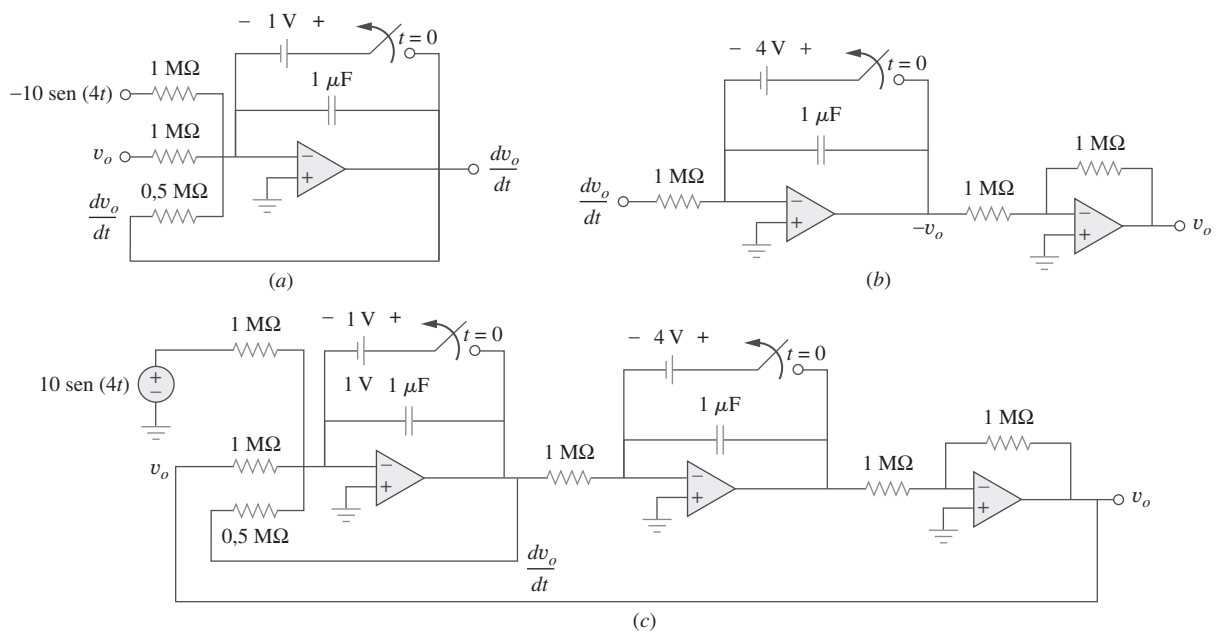 − 1 V +
t = 0
1 MΩ
1 μF
−10 sen (4t)
1 MΩ
v_o
−
+
dv_o/dt
0,5 MΩ
dv_o/dt
(a)
− 4 V +
t = 0
1 μF
1 MΩ
1 MΩ
1 MΩ
dv_o/dt
−
+
−
+
−v_o
v_o
(b)
− 1 V +
t = 0
1 MΩ
1 V 1 μF
10 sen (4t)
+
−
1 MΩ
v_o
−
+
0,5 MΩ
dv_o/dt
1 MΩ
− 4 V +
t = 0
1 μF
−
+
1 MΩ
1 MΩ
−
+
v_o
(c)